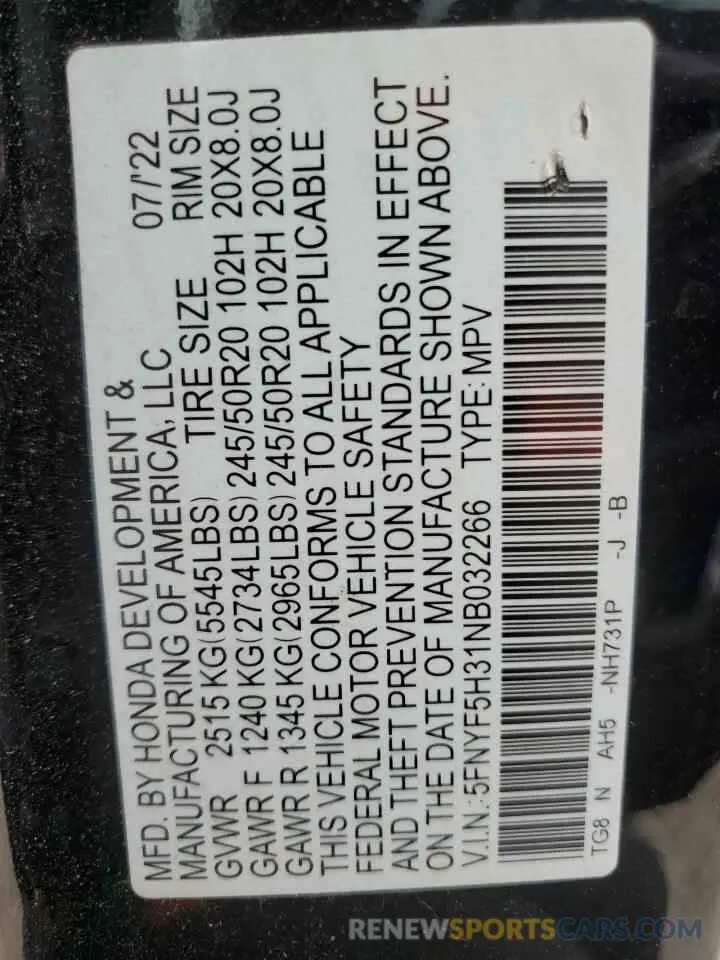 MFD. BY HONDA DEVELOPMENT & 07/'22
MANUFACTURING OF AMERICA, LLC
GVWR 2515 KG(5545LBS) TIRE SIZE RIM SIZE
GAWR F 1240 KG(2734LBS) 245/50R20 102H 20X8.0J
GAWR R 1345 KG(2965LBS) 245/50R20 102H 20X8.0J
THIS VEHICLE CONFORMS TO ALL APPLICABLE
FEDERAL MOTOR VEHICLE SAFETY
AND THEFT PREVENTION STANDARDS IN EFFECT
ON THE DATE OF MANUFACTURE SHOWN ABOVE.
V.I.N.:5FNYF5H31NB032266 TYPE:MPV
TG8 N AH5 -NH731P -J -B
RENEWSPORTSCARS.COM